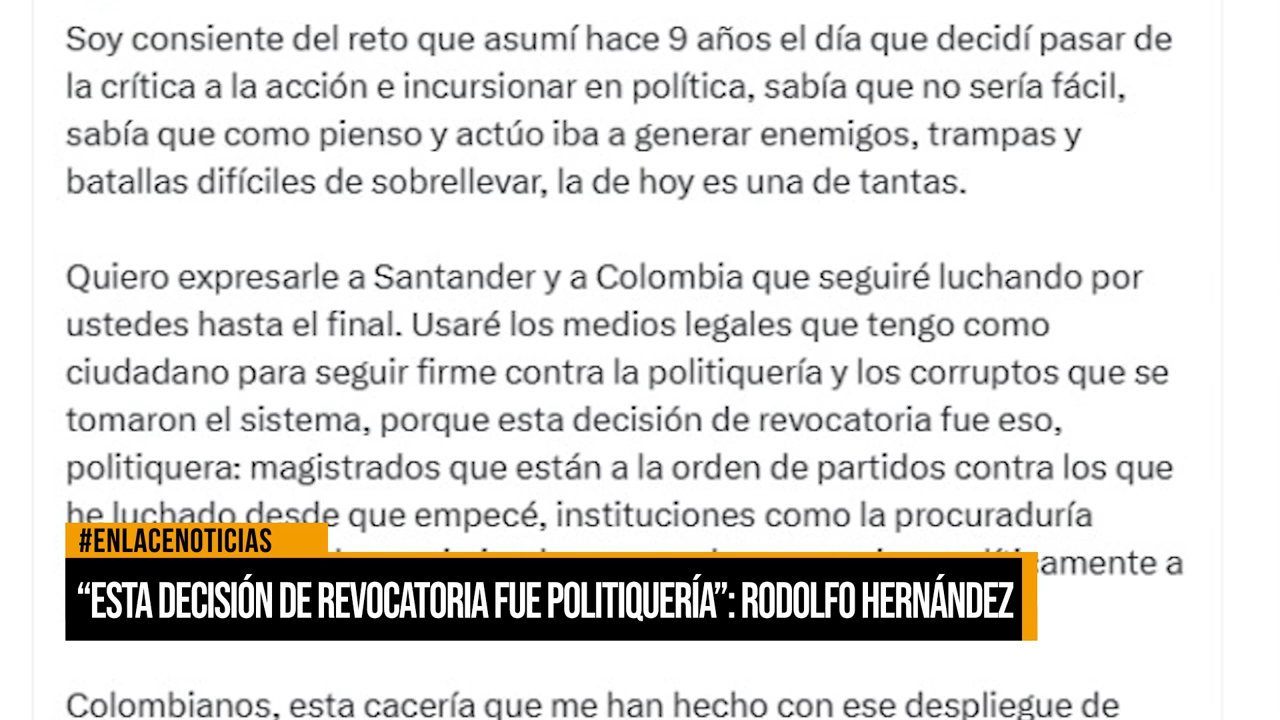 Soy consiente del reto que asumí hace 9 años el día que decidí pasar de
la crítica a la acción e incursionar en política, sabía que no sería fácil,
sabía que como pienso y actúo iba a generar enemigos, trampas y
batallas difíciles de sobrellevar, la de hoy es una de tantas.
Quiero expresarle a Santander y a Colombia que seguiré luchando por
ustedes hasta el final. Usaré los medios legales que tengo como
ciudadano para seguir firme contra la politiquería y los corruptos que se
tomaron el sistema, porque esta decisión de revocatoria fue eso,
politiquera: magistrados que están a la orden de partidos contra los que
he luchado desde que empecé, instituciones como la procuraduría
a
#ENLACENOTICIAS
“ESTA DECISIÓN DE REVOCATORIA FUE POLITIQUERÍA”: RODOLFO HERNÁNDEZ
Colombianos, esta cacería que me han hecho con ese despliegue de